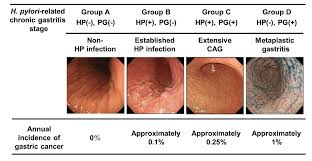 H. pylori-related
chronic gastritis
stage
Group A
HP(-), PG(-)
Group B
HP(+), PG(-)
Group C
HP(+), PG(+)
Group D
HP(-), PG(+)
Non-
HP infection
Established
HP infection
Extensive
CAG
Metaplastic
gastritis
Annual
incidence of
gastric cancer
0%
Approximately
0.1%
Approximately
0.25%
Approximately
1%